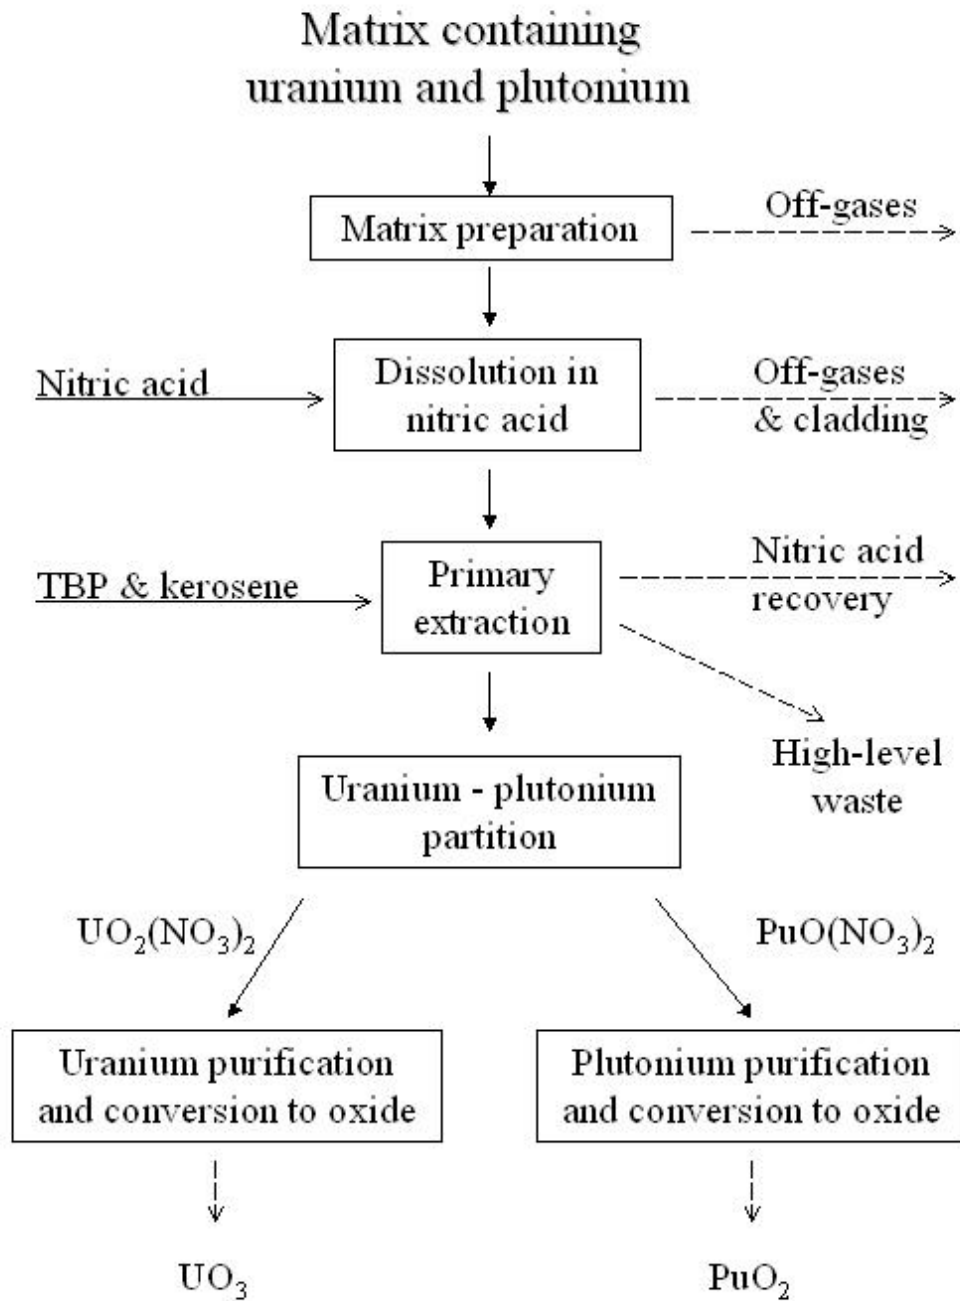 Matrix containing
uranium and plutonium
Matrix preparation
Off-gases
Nitric acid
Dissolution in
nitric acid
Off-gases
& cladding
TBP & kerosene
Primary
extraction
Nitric acid
recovery
High-level
waste
Uranium - plutonium
partition
UO₂(NO₃)₂
PuO(NO₃)₂
Uranium purification
and conversion to oxide
Plutonium purification
and conversion to oxide
UO₃
PuO₂